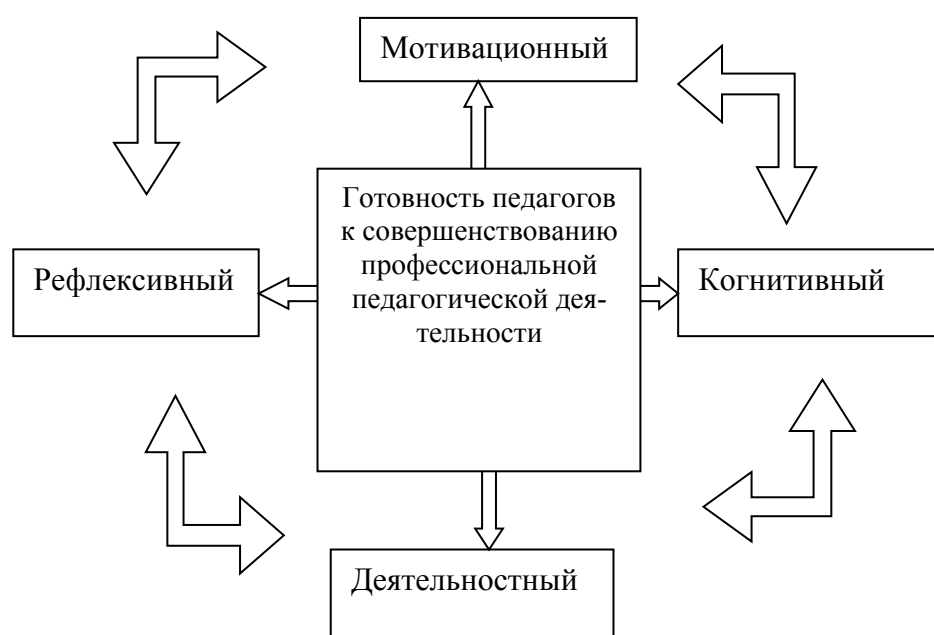 Мотивационный
Готовность педагогов
к совершенствованию
профессиональной
педагогической дея-
тельности
Рефлексивный
Когнитивный
Деятельностный